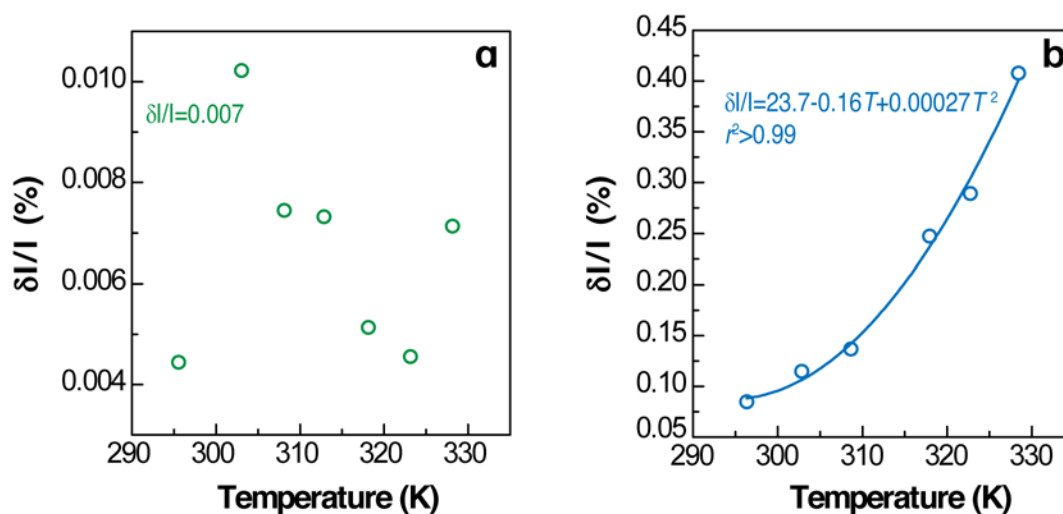 a
δI/I=0.007
0.010
0.008
0.006
0.004
δI/I (%)
290 300 310 320 330
Temperature (K)
b
δI/I=23.7-0.16T+0.00027T²
r²>0.99
0.45
0.40
0.35
0.30
0.25
0.20
0.15
0.10
0.05
δI/I (%)
290 300 310 320 330
Temperature (K)